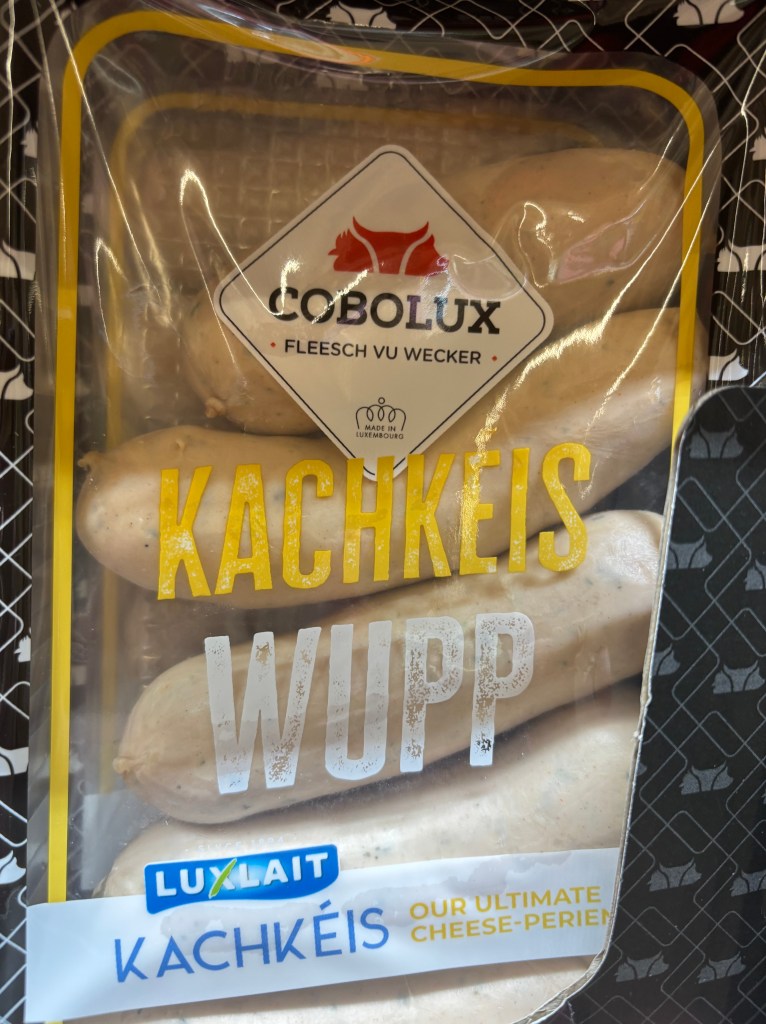 COBOLUX
· FLEESCH VU WECKER ·
MADE IN
LUXEMBOURG
KACHKEIS
WUPP
LUXLAIT
KACHKÉIS
OUR ULTIMATE
CHEESE-PERIEN